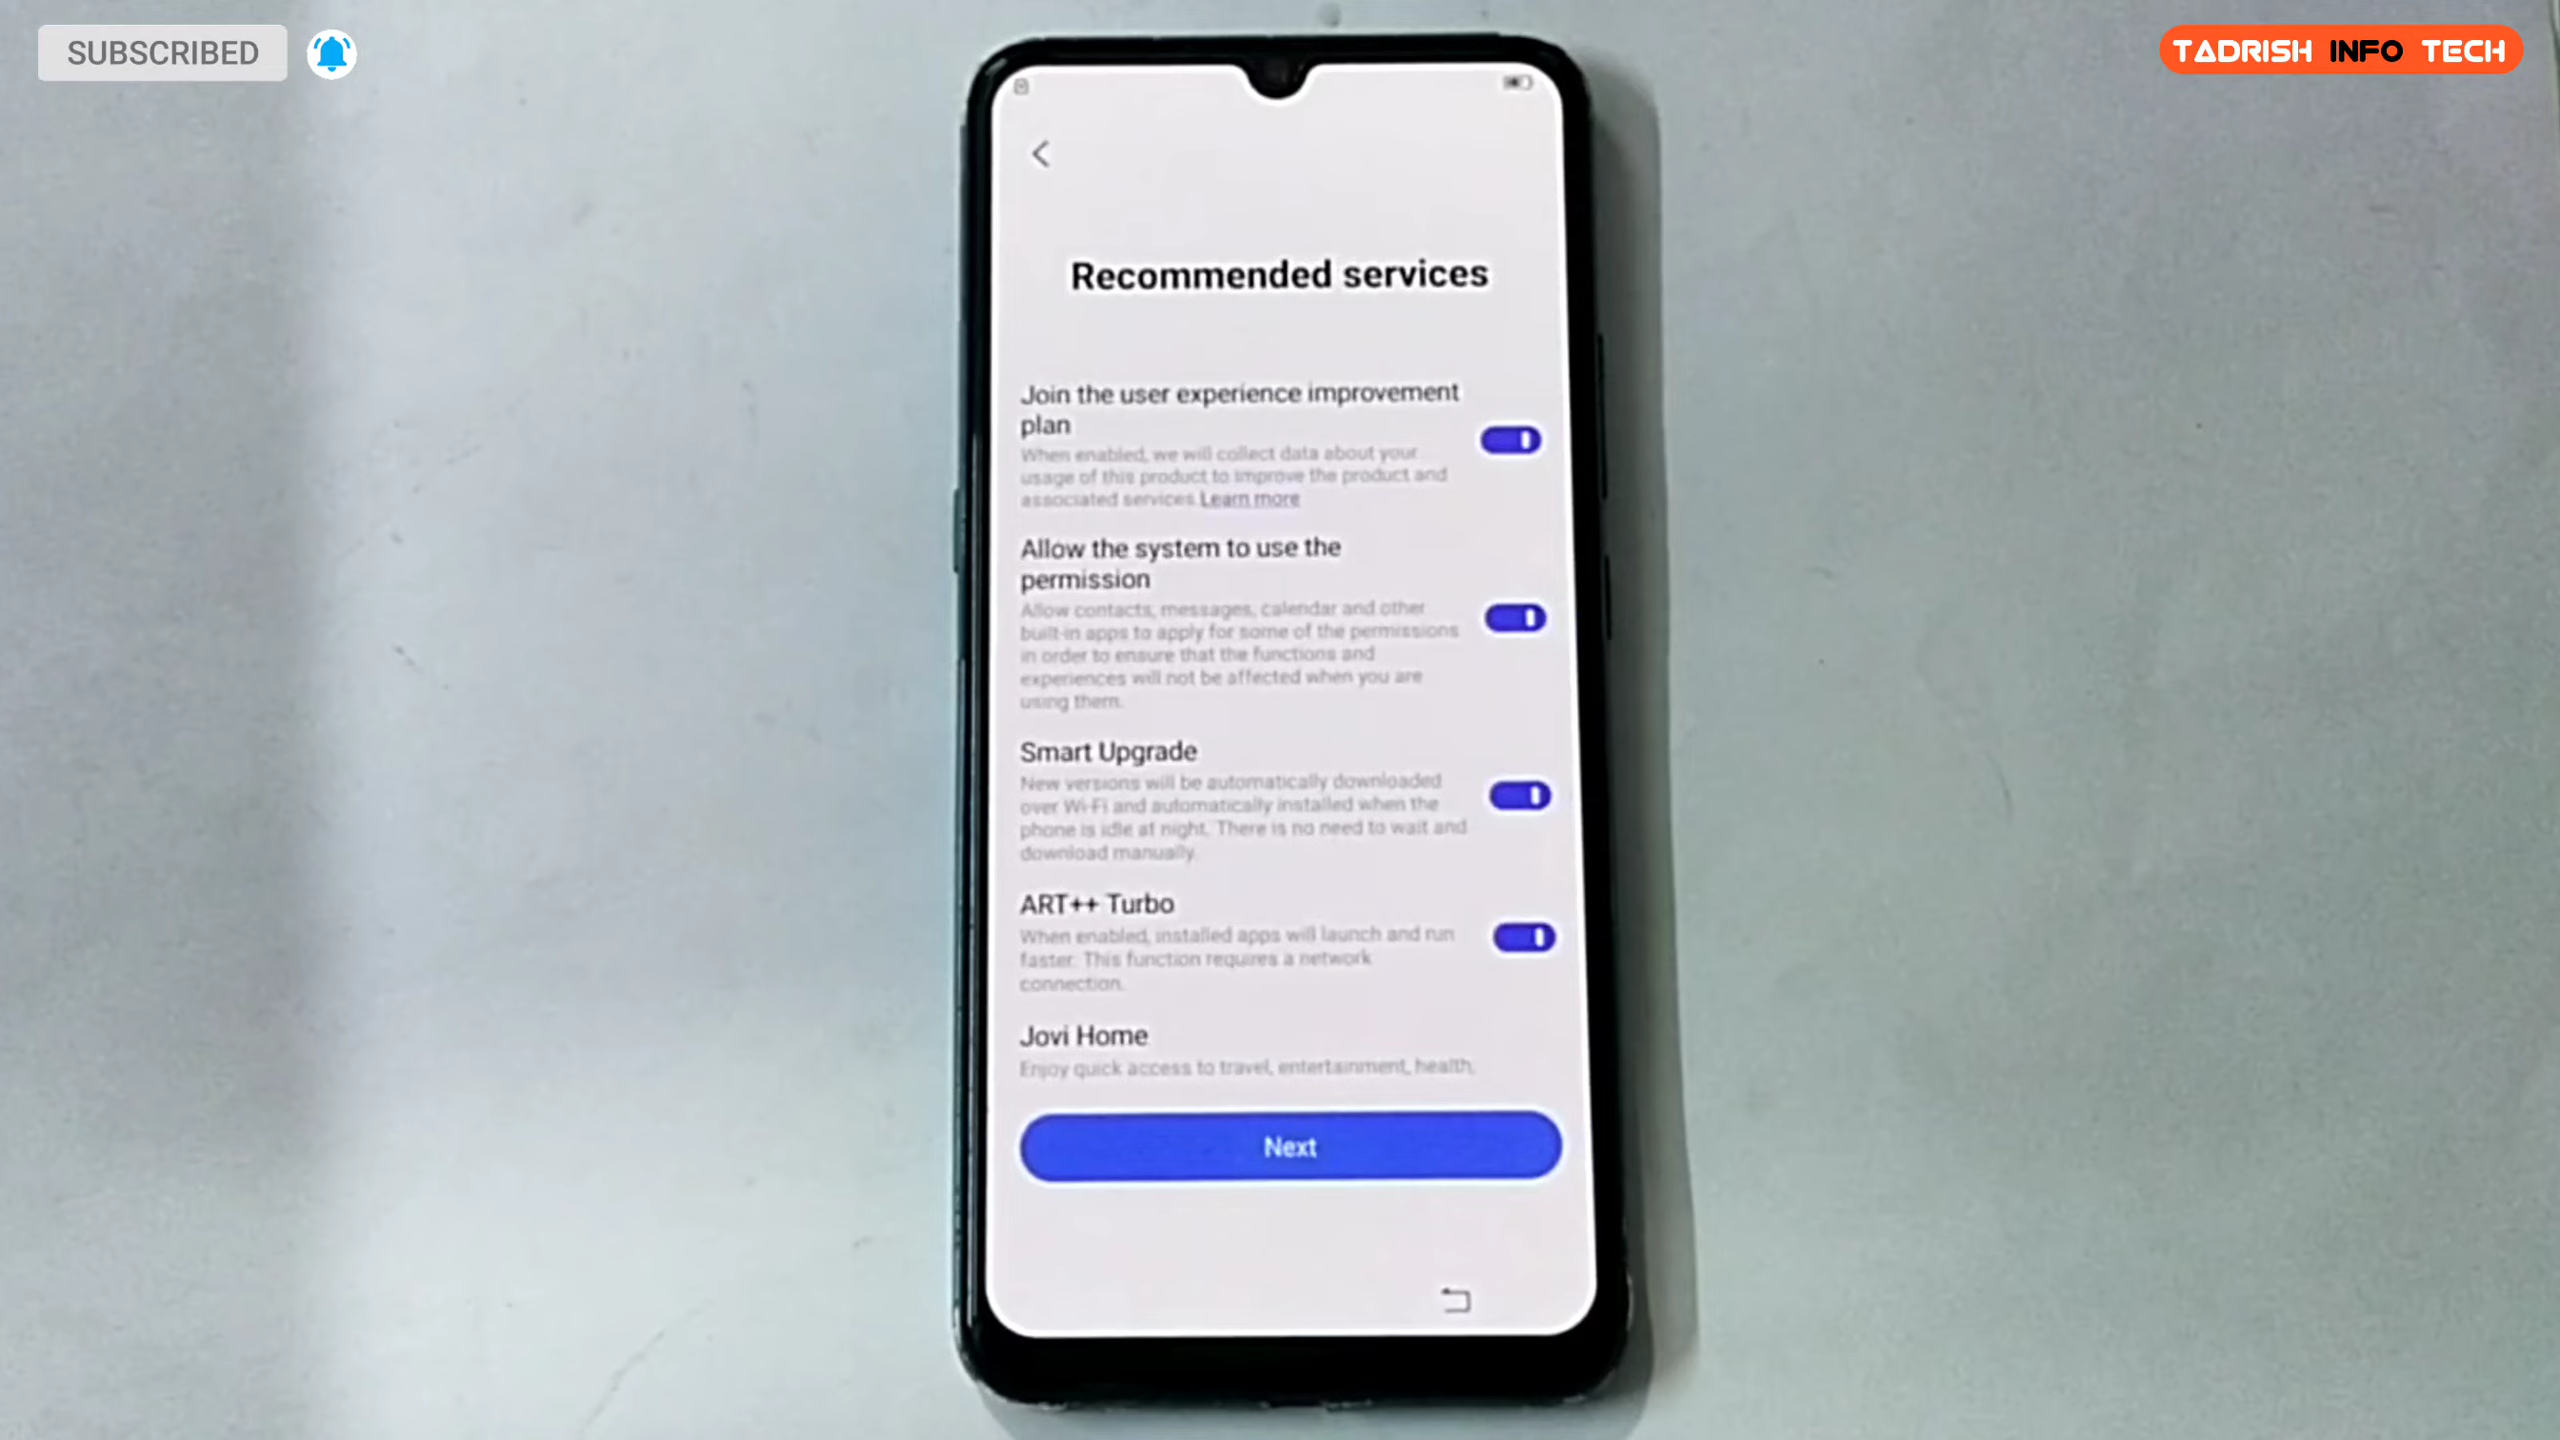 SUBSCRIBED
TADRISH INFO TECH
Recommended services
Join the user experience improvement
plan
When enabled, we will collect data about your
usage of this product to improve the product and
associated services. Learn more
Allow the system to use the
permission
Allow contacts, messages, calendar and other
built-in apps to apply for some of the permissions
in order to ensure that the functions and
experiences will not be affected when you are
using them.
Smart Upgrade
New versions will be automatically downloaded
over Wi-Fi and automatically installed when the
phone is idle at night. There is no need to wait and
download manually.
ART++ Turbo
When enabled, installed apps will launch and run
faster. This function requires a network
connection.
Jovi Home
Enjoy quick access to travel, entertainment, health,
Next